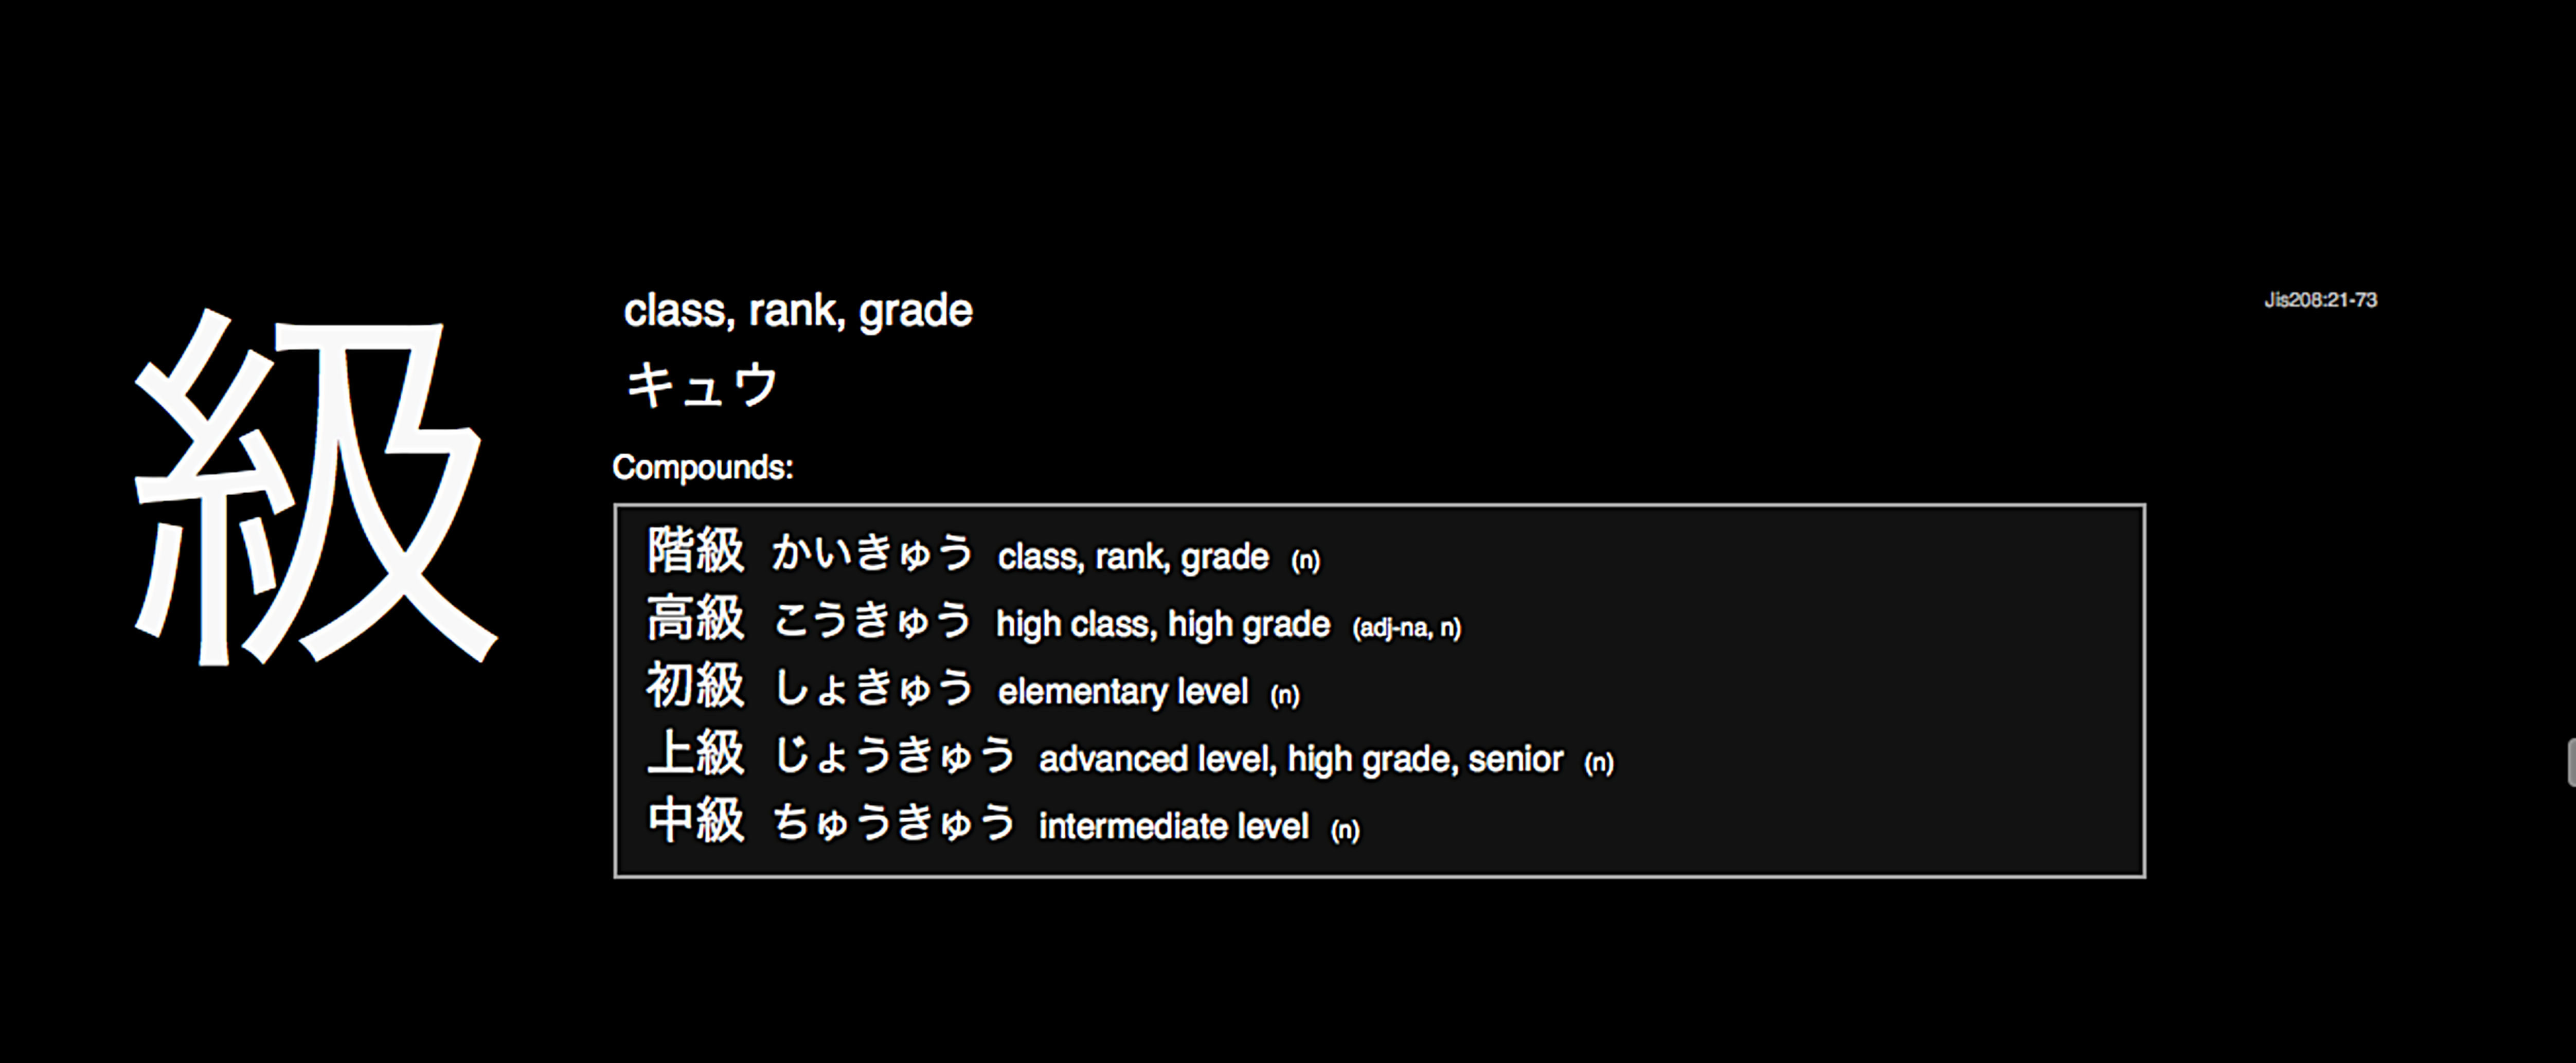 級
class, rank, grade
Jis208:21-73
キュウ
Compounds:
階級 かいきゅう class, rank, grade (n)
高級 こうきゅう high class, high grade (adj-na, n)
初級 しょきゅう elementary level (n)
上級 じょうきゅう advanced level, high grade, senior (n)
中級 ちゅうきゅう intermediate level (n)